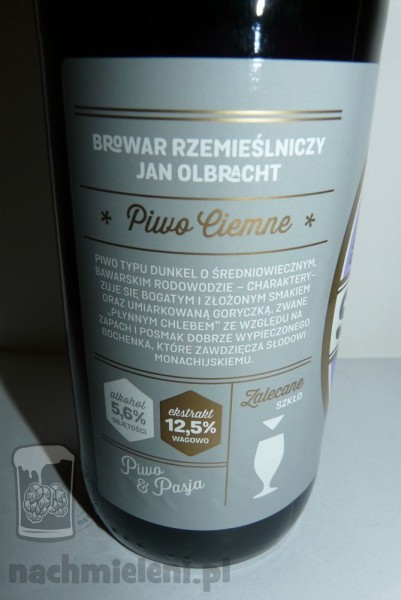 BROWAR RZEMIEŚLNICZY
JAN OLBRACHT
* Piwo Ciemne *
PIWO TYPU DUNKEL O ŚREDNIOWIECZNYM,
BAWARSKIM RODOWODZIE – CHARAKTERY-
ZUJE SIĘ BOGATYM I ZŁOŻONYM SMAKIEM
ORAZ UMIARKOWANĄ GORYCZKĄ. ZWANE
„PŁYNNYM CHLEBEM” ZE WZGLĘDU NA
ZAPACH I POSMAK DOBRZE WYPIECZONEGO
BOCHENKA, KTÓRE ZAWDZIĘCZA SŁODOWI
MONACHIJSKIEMU.
alkohol
5,6%
OBJĘTOŚCI
ekstrakt
12,5%
WAGOWO
Zalecane
SZKŁO
Piwo
& Pasja
nachmieleni.pl